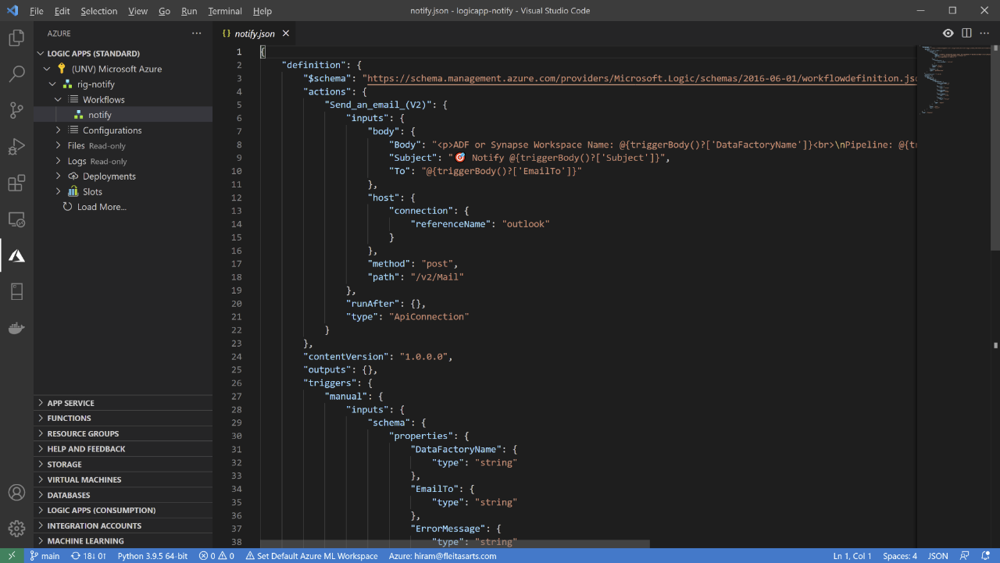 File Edit Selection View Go Run Terminal Help
notify.json - logicapp-notify - Visual Studio Code
AZURE
LOGIC APPS (STANDARD)
(UNV) Microsoft Azure
rig-notify
Workflows
notify
Configurations
Files Read-only
Logs Read-only
Deployments
Slots
Load More...
APP SERVICE
FUNCTIONS
RESOURCE GROUPS
HELP AND FEEDBACK
STORAGE
VIRTUAL MACHINES
DATABASES
LOGIC APPS (CONSUMPTION)
INTEGRATION ACCOUNTS
MACHINE LEARNING
{} notify.json
1 {
2 "definition": {
3 "$schema": "https://schema.management.azure.com/providers/Microsoft.Logic/schemas/2016-06-01/workflowdefinition.jsc
4 "actions": {
5 "Send_an_email_(V2)": {
6 "inputs": {
7 "body": {
8 "Body": "<p>ADF or Synapse Workspace Name: @{triggerBody()?['DataFactoryName']}<br>\nPipeline: @{t
9 "Subject": "🎯 Notify @{triggerBody()?['Subject']}",
10 "To": "@{triggerBody()?['EmailTo']}"
11 },
12 "host": {
13 "connection": {
14 "referenceName": "outlook"
15 }
16 },
17 "method": "post",
18 "path": "/v2/Mail"
19 },
20 "runAfter": {},
21 "type": "ApiConnection"
22 }
23 },
24 "contentVersion": "1.0.0.0",
25 "outputs": {},
26 "triggers": {
27 "manual": {
28 "inputs": {
29 "schema": {
30 "properties": {
31 "DataFactoryName": {
32 "type": "string"
33 },
34 "EmailTo": {
35 "type": "string"
36 },
37 "ErrorMessage": {
38 "type": "string"
main 18↓ 0↑ Python 3.9.5 64-bit 0 0 Set Default Azure ML Workspace Azure: hiram@fleitasarts.com Ln 1, Col 1 Spaces: 4 JSON